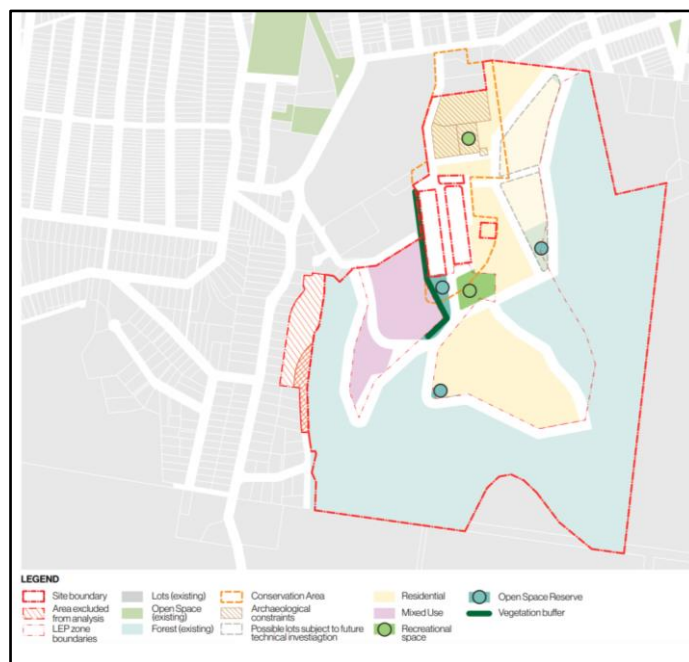 LEGEND
Site boundary
Area excluded
from analysis
LEP zone
boundaries
Lots (existing)
Open Space
(existing)
Forest (existing)
Conservation Area
Archaeological
constraints
Possible lots subject to future
technical investiagtion
Residential
Mixed Use
Recreational
space
Open Space Reserve
Vegetation buffer